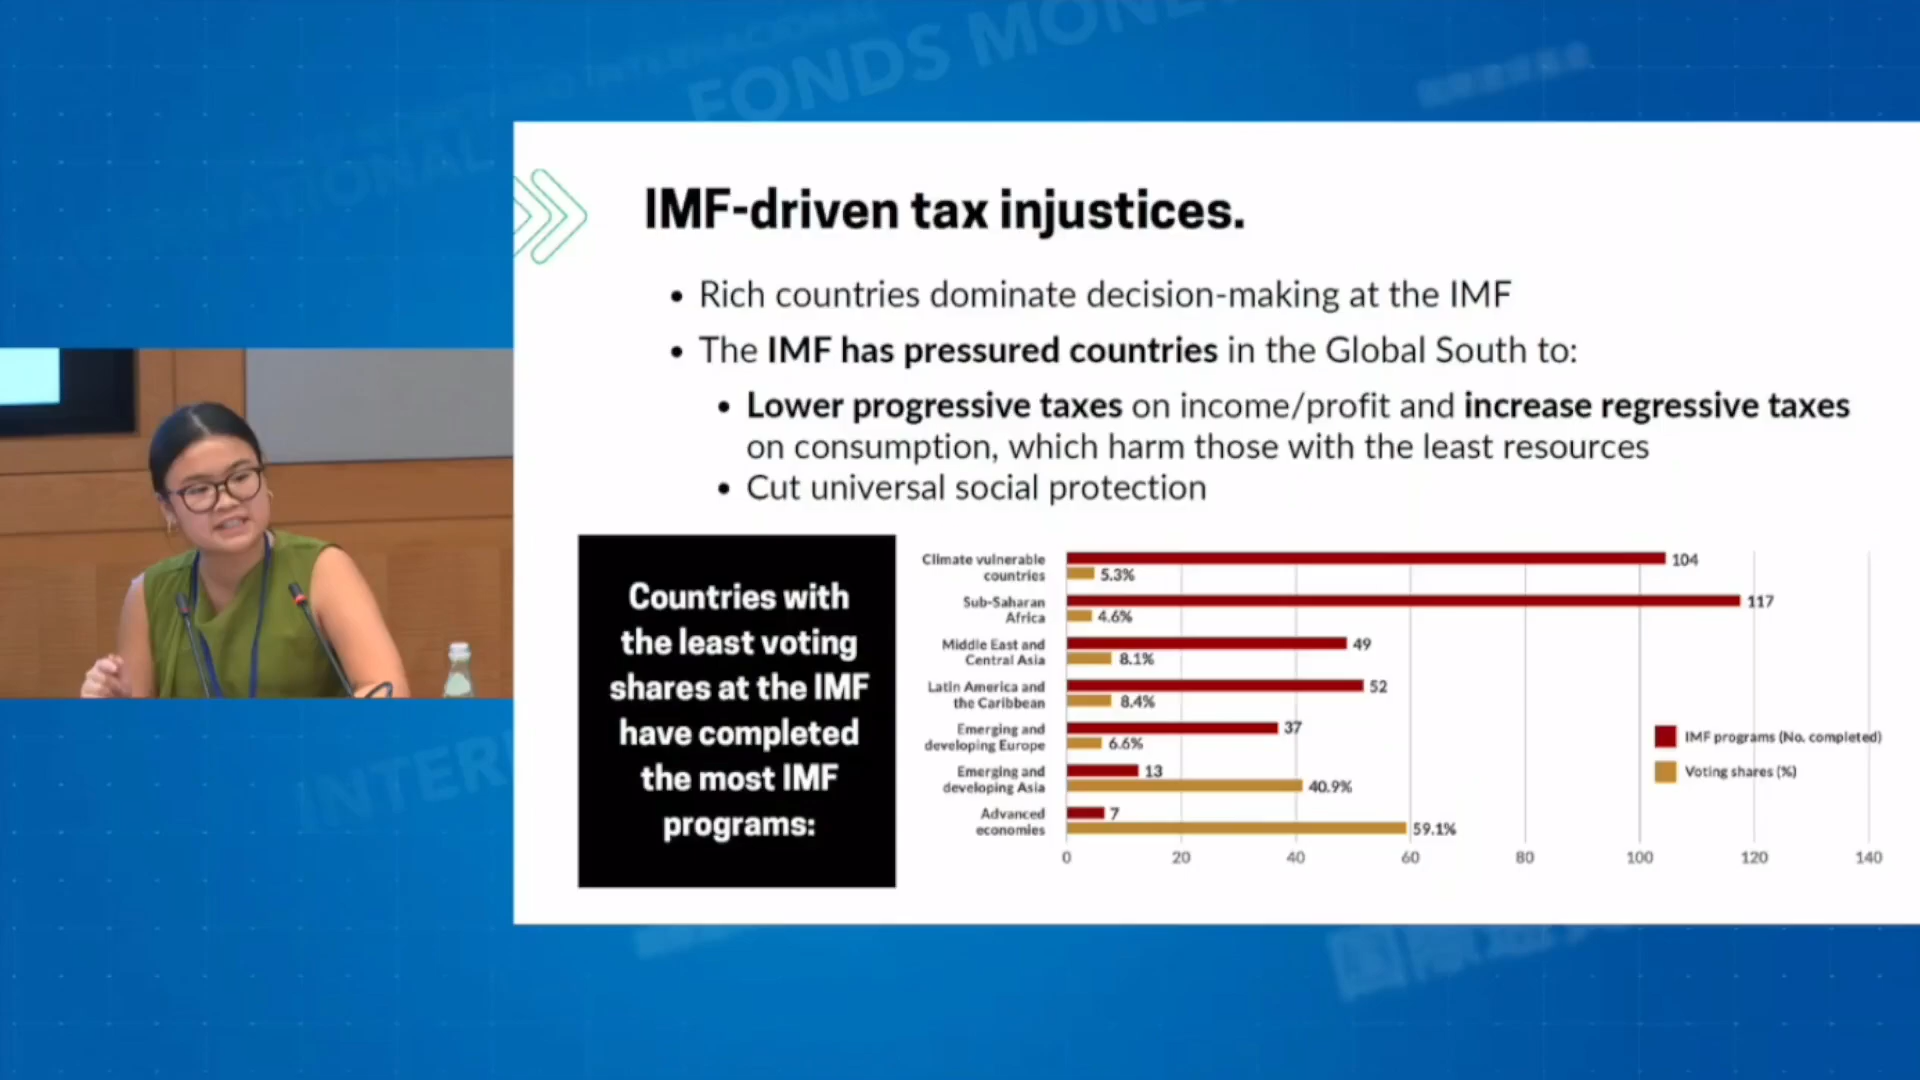 FONDS MONE
IMF-driven tax injustices.
• Rich countries dominate decision-making at the IMF
• The IMF has pressured countries in the Global South to:
• Lower progressive taxes on income/profit and increase regressive taxes
on consumption, which harm those with the least resources
• Cut universal social protection
Countries with
the least voting
shares at the IMF
have completed
the most IMF
programs:
Climate vulnerable
countries
104
5.3%
Sub-Saharan
Africa
117
4.6%
Middle East and
Central Asia
49
8.1%
Latin America and
the Caribbean
52
8.4%
Emerging and
developing Europe
37
6.6%
Emerging and
developing Asia
13
40.9%
Advanced
economies
7
59.1%
0 20 40 60 80 100 120 140
IMF programs (No. completed)
Voting shares (%)
INTER